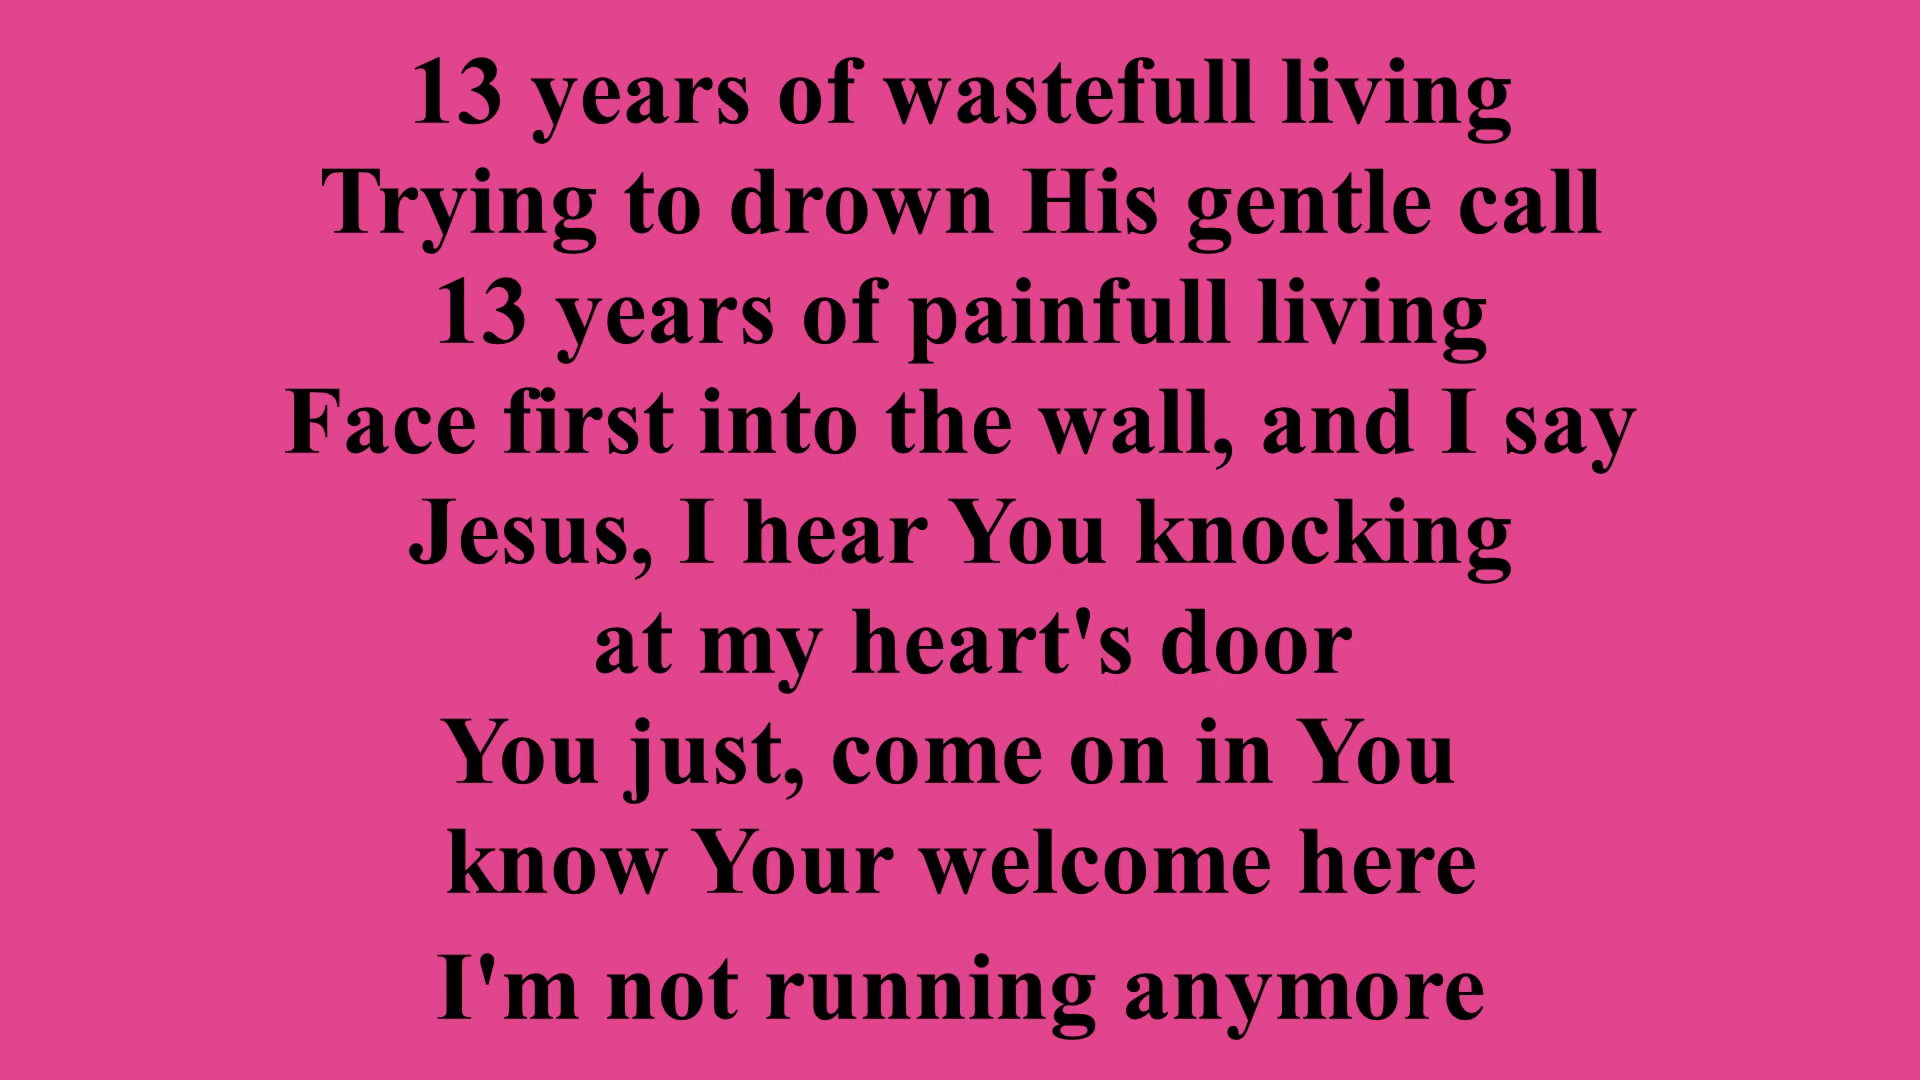 13 years of wastefull living
Trying to drown His gentle call
13 years of painfull living
Face first into the wall, and I say
Jesus, I hear You knocking
at my heart's door
You just, come on in You
know Your welcome here
I'm not running anymore